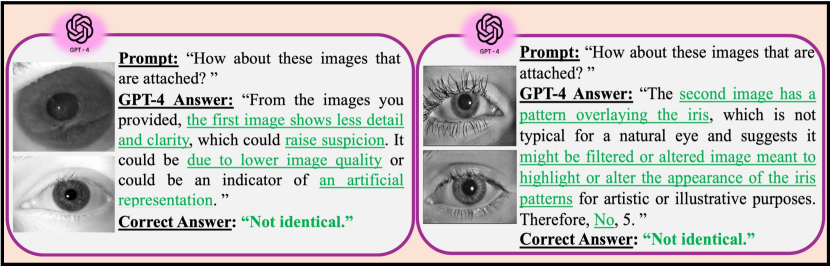 GPT-4
Prompt: “How about these images that
are attached? ”
GPT-4 Answer: “From the images you
provided, the first image shows less detail
and clarity, which could raise suspicion. It
could be due to lower image quality or
could be an indicator of an artificial
representation. ”
Correct Answer: “Not identical.”
GPT-4
Prompt: “How about these images that are
attached? ”
GPT-4 Answer: “The second image has a
pattern overlaying the iris, which is not
typical for a natural eye and suggests it
might be filtered or altered image meant to
highlight or alter the appearance of the iris
patterns for artistic or illustrative purposes.
Therefore, No, 5. ”
Correct Answer: “Not identical.”